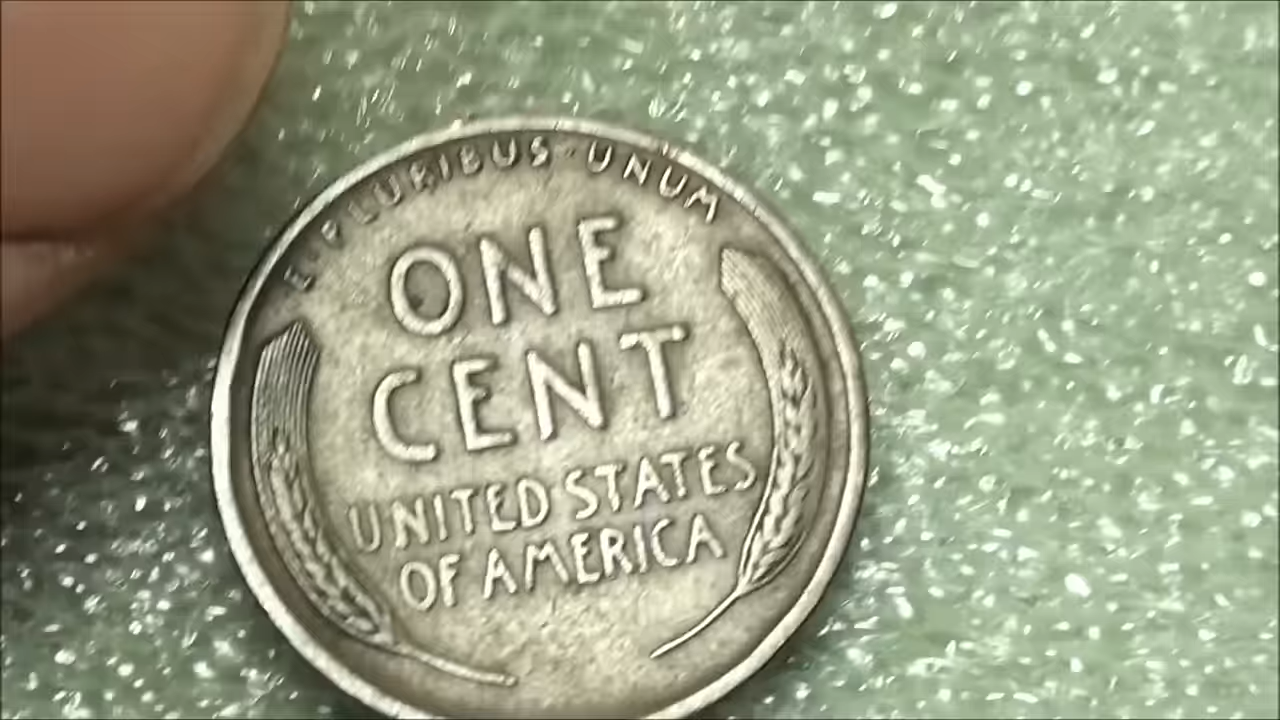 E PLURIBUS · UNUM
ONE
CENT
UNITED STATES
OF AMERICA